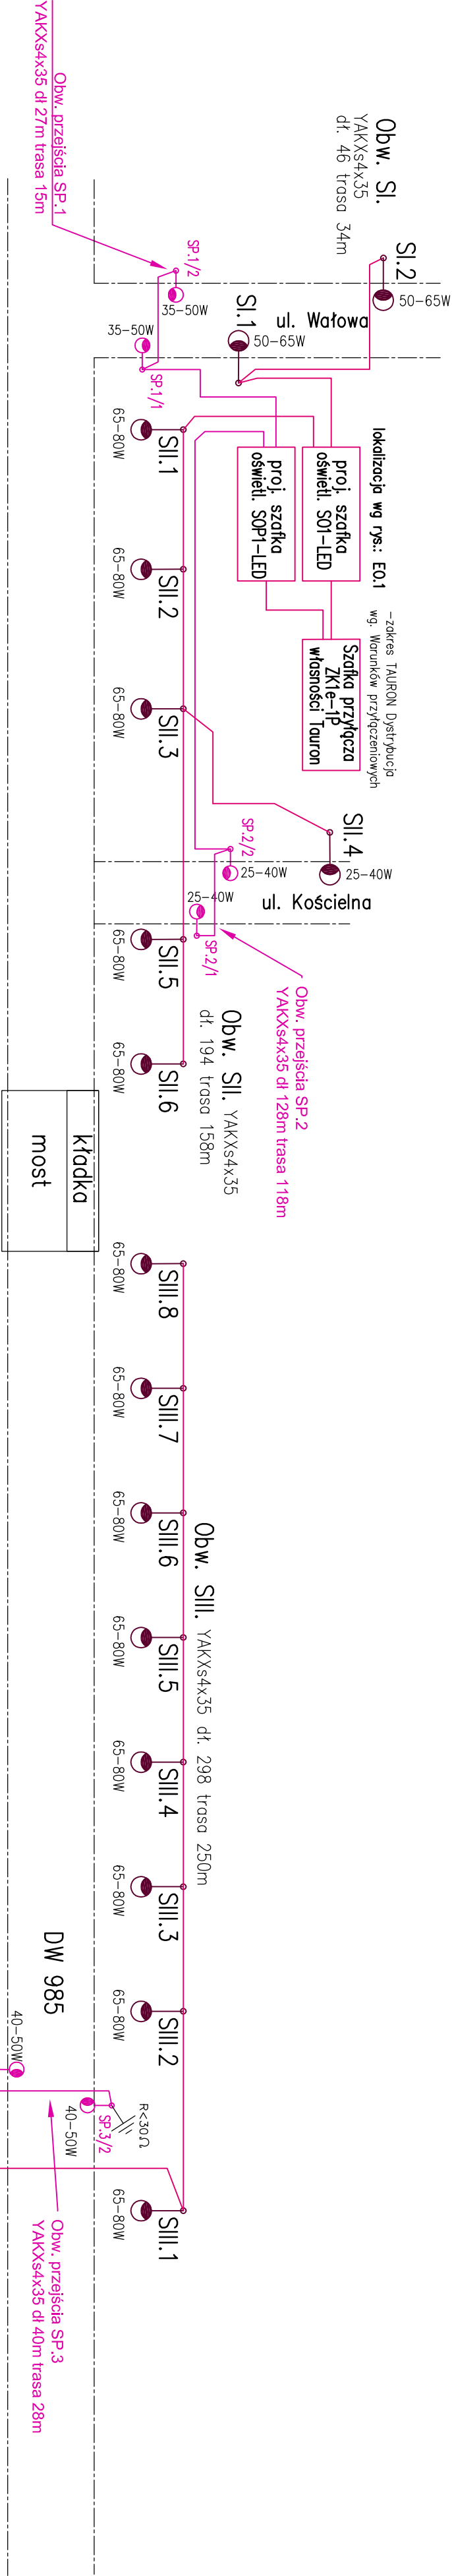 Obw. przejścia SP.1
YAKXs4x35 dł 27m trasa 15m
Obw. SI.
YAKXs4x35
dł. 46 trasa 34m
SI.2
50-65W
ul. Wałowa
SI.1
50-65W
SP.1/2
35-50W
35-50W
SP.1/1
lokalizacja wg rys.: E0.1
proj. szafka
oświetl. SO1-LED
proj. szafka
oświetl. SOP1-LED
-zakres TAURON Dystrybucja
wg. Warunków przyłączeniowych
Szafka przyłącza
ZK1e-1P
własności Tauron
SII.1
65-80W
SII.2
65-80W
SII.3
65-80W
SII.4
25-40W
ul. Kościelna
SP.2/2
25-40W
25-40W
SP.2/1
Obw. przejścia SP.2
YAKXs4x35 dł 128m trasa 118m
SII.5
65-80W
Obw. SII. YAKXs4x35
dł. 194 trasa 158m
SII.6
65-80W
kładka
most
SIII.8
65-80W
SIII.7
65-80W
SIII.6
65-80W
Obw. SIII. YAKXs4x35 dł. 298 trasa 250m
SIII.5
65-80W
SIII.4
65-80W
SIII.3
65-80W
SIII.2
65-80W
DW 985
40-50W
R<30Ω
SP.3/2
40-50W
SIII.1
65-80W
Obw. przejścia SP.3
YAKXs4x35 dł 40m trasa 28m